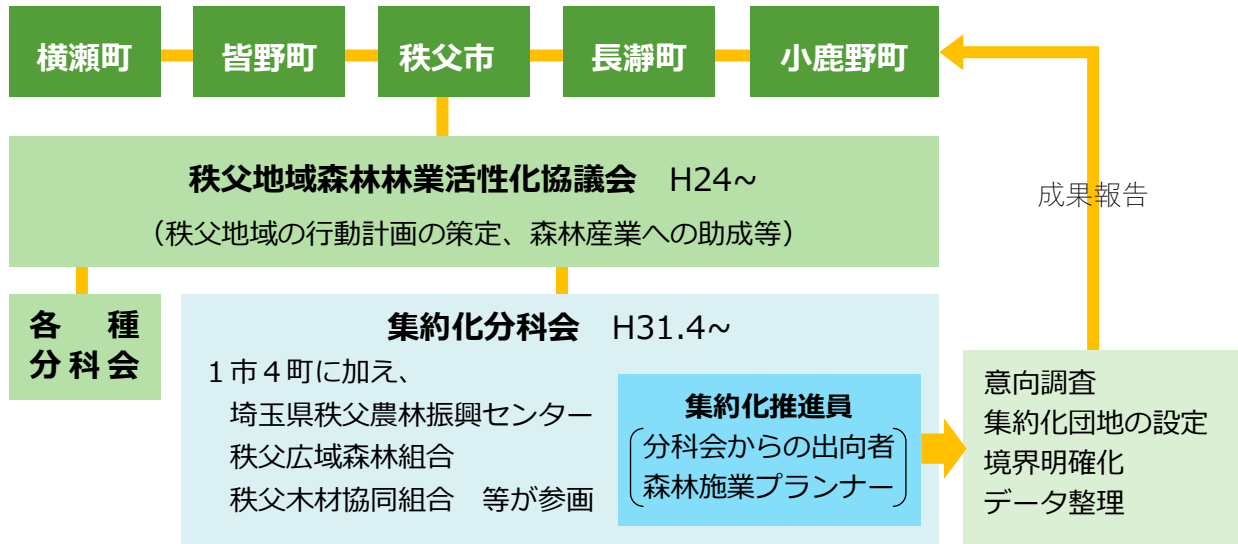 横瀬町
皆野町
秩父市
長瀞町
小鹿野町
秩父地域森林林業活性化協議会　H24~
（秩父地域の行動計画の策定、森林産業への助成等）
成果報告
各　種
分科会
集約化分科会　H31.4~
１市４町に加え、
埼玉県秩父農林振興センター
秩父広域森林組合
秩父木材協同組合　等が参画
集約化推進員
分科会からの出向者
森林施業プランナー
意向調査
集約化団地の設定
境界明確化
データ整理